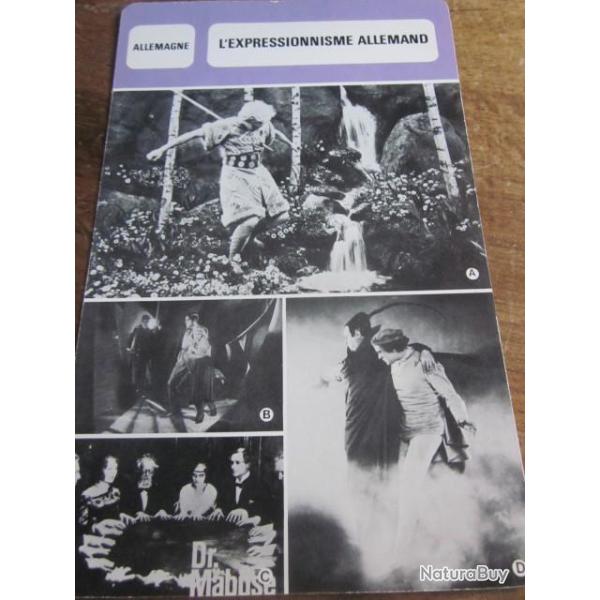 ALLEMAGNE
L'EXPRESSIONNISME ALLEMAND
A
B
Dr.
Mabuse
C
D
NaturaBuy